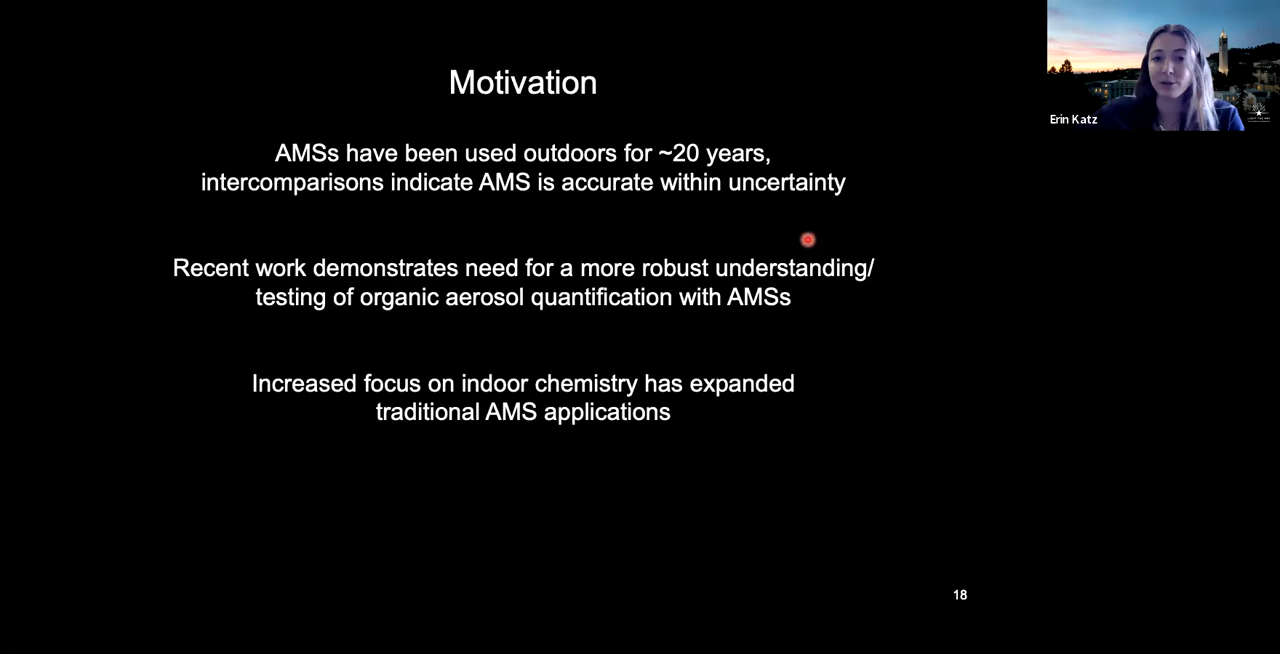 Motivation
AMSs have been used outdoors for ~20 years,
intercomparisons indicate AMS is accurate within uncertainty
Recent work demonstrates need for a more robust understanding/
testing of organic aerosol quantification with AMSs
Increased focus on indoor chemistry has expanded
traditional AMS applications
18
Erin Katz